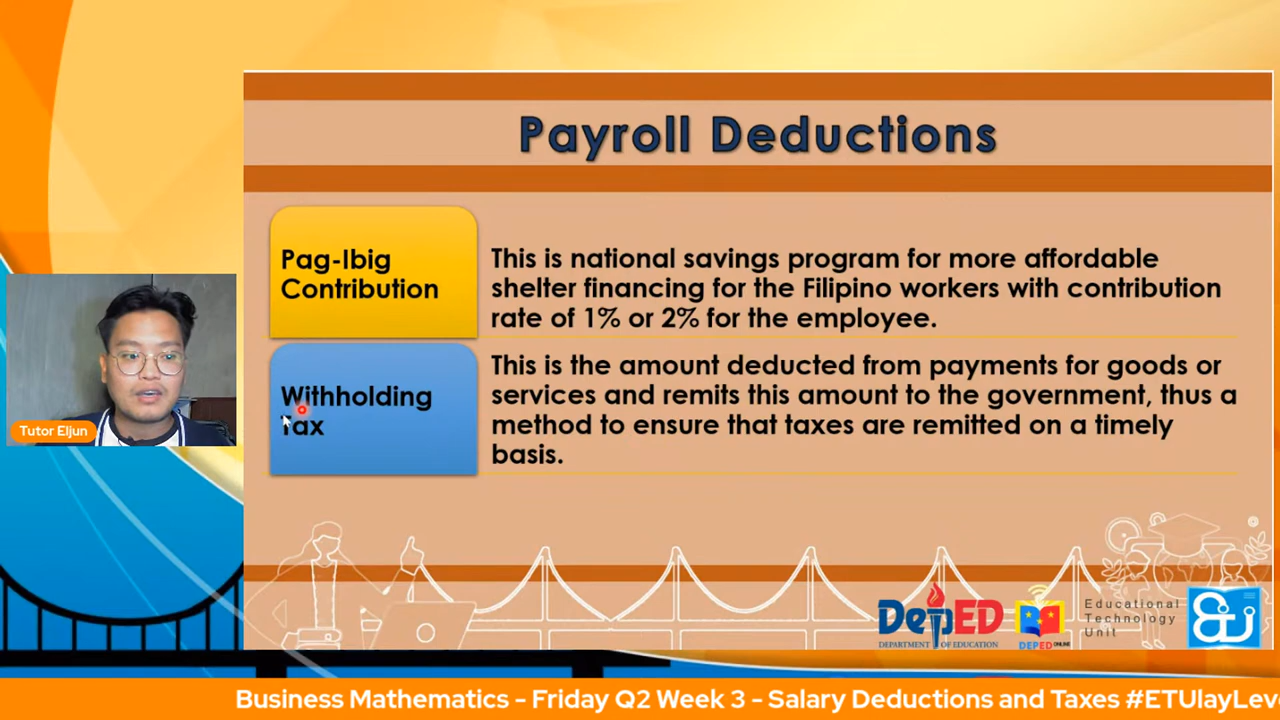 Payroll Deductions
Pag-Ibig
Contribution
This is national savings program for more affordable
shelter financing for the Filipino workers with contribution
rate of 1% or 2% for the employee.
Withholding
Tax
This is the amount deducted from payments for goods or
services and remits this amount to the government, thus a
method to ensure that taxes are remitted on a timely
basis.
Tutor Eljun
DepED
DEPARTMENT OF EDUCATION
DEPED ONLINE
Educational
Technology
Unit
Business Mathematics - Friday Q2 Week 3 - Salary Deductions and Taxes #ETUlayLev